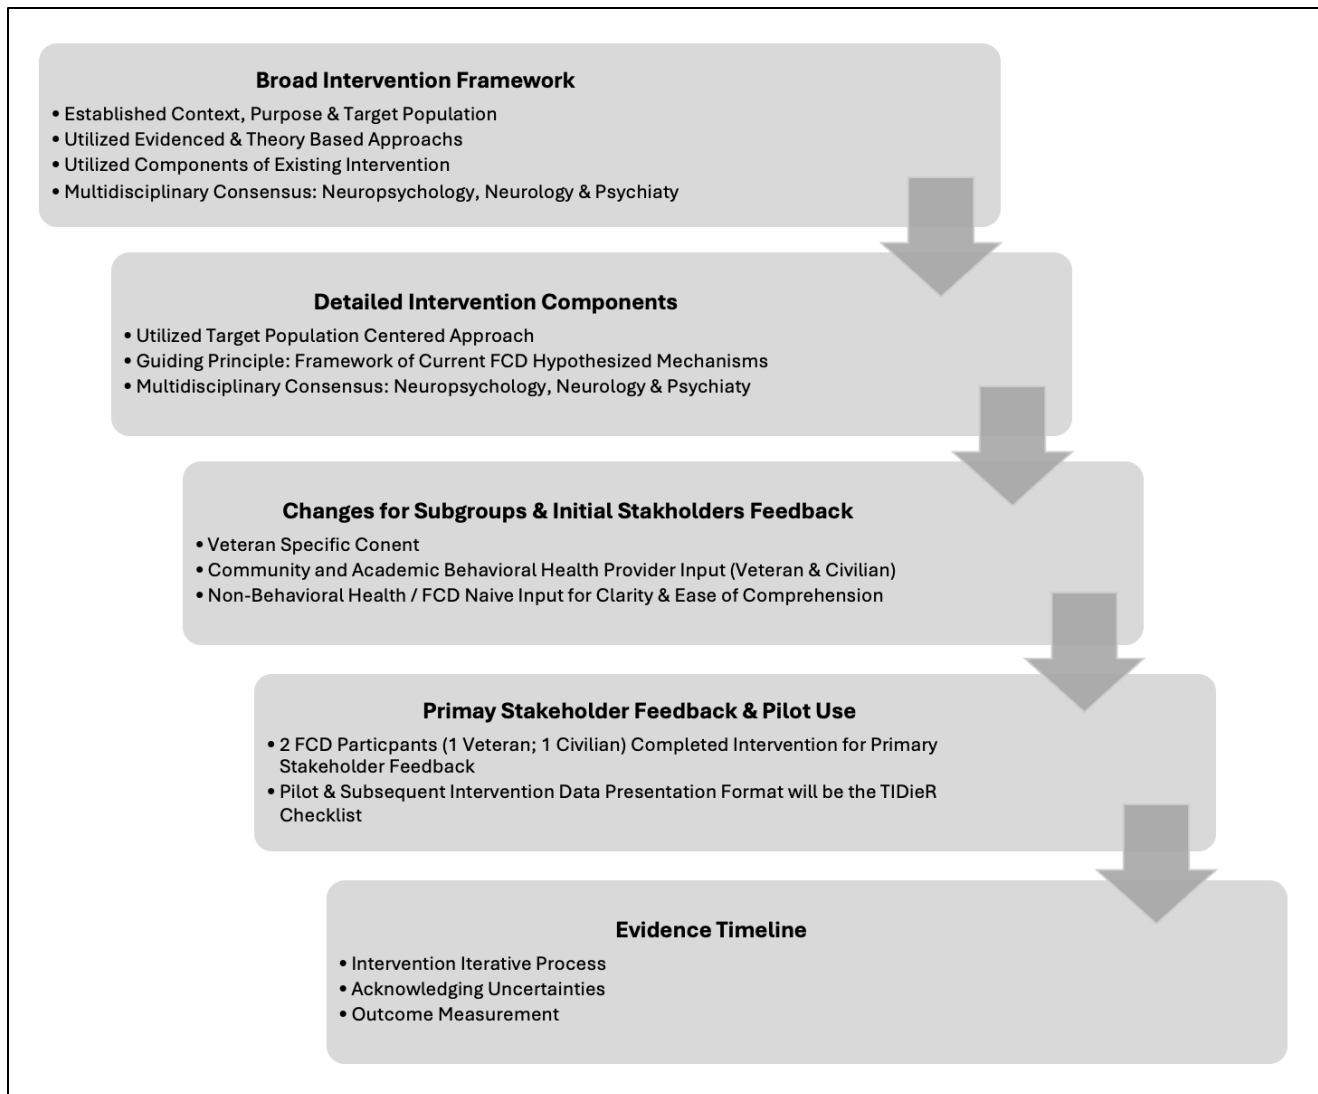 Broad Intervention Framework
• Established Context, Purpose & Target Population
• Utilized Evidenced & Theory Based Approachs
• Utilized Components of Existing Intervention
• Multidisciplinary Consensus: Neuropsychology, Neurology & Psychiaty
Detailed Intervention Components
• Utilized Target Population Centered Approach
• Guiding Principle: Framework of Current FCD Hypothesized Mechanisms
• Multidisciplinary Consensus: Neuropsychology, Neurology & Psychiaty
Changes for Subgroups & Initial Stakholders Feedback
• Veteran Specific Conent
• Community and Academic Behavioral Health Provider Input (Veteran & Civilian)
• Non-Behavioral Health / FCD Naive Input for Clarity & Ease of Comprehension
Primay Stakeholder Feedback & Pilot Use
• 2 FCD Particpants (1 Veteran; 1 Civilian) Completed Intervention for Primary
Stakeholder Feedback
• Pilot & Subsequent Intervention Data Presentation Format will be the TIDieR
Checklist
Evidence Timeline
• Intervention Iterative Process
• Acknowledging Uncertainties
• Outcome Measurement